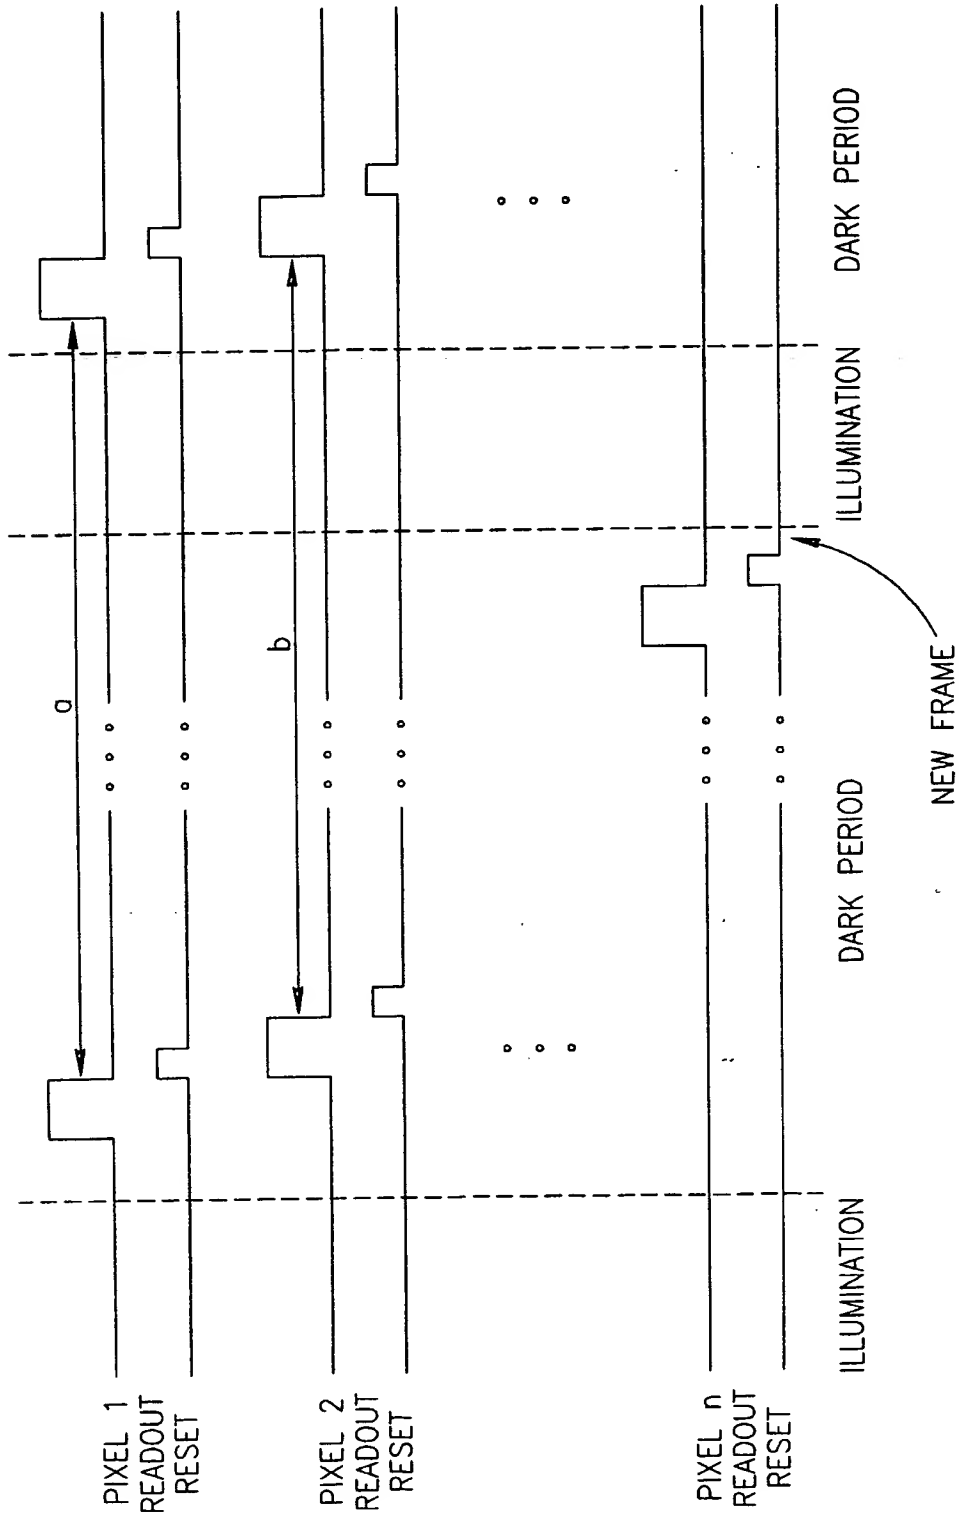 PIXEL 1
READOUT
RESET
a
PIXEL 2
READOUT
RESET
b
PIXEL n
READOUT
RESET
ILLUMINATION
DARK PERIOD
ILLUMINATION
DARK PERIOD
NEW FRAME